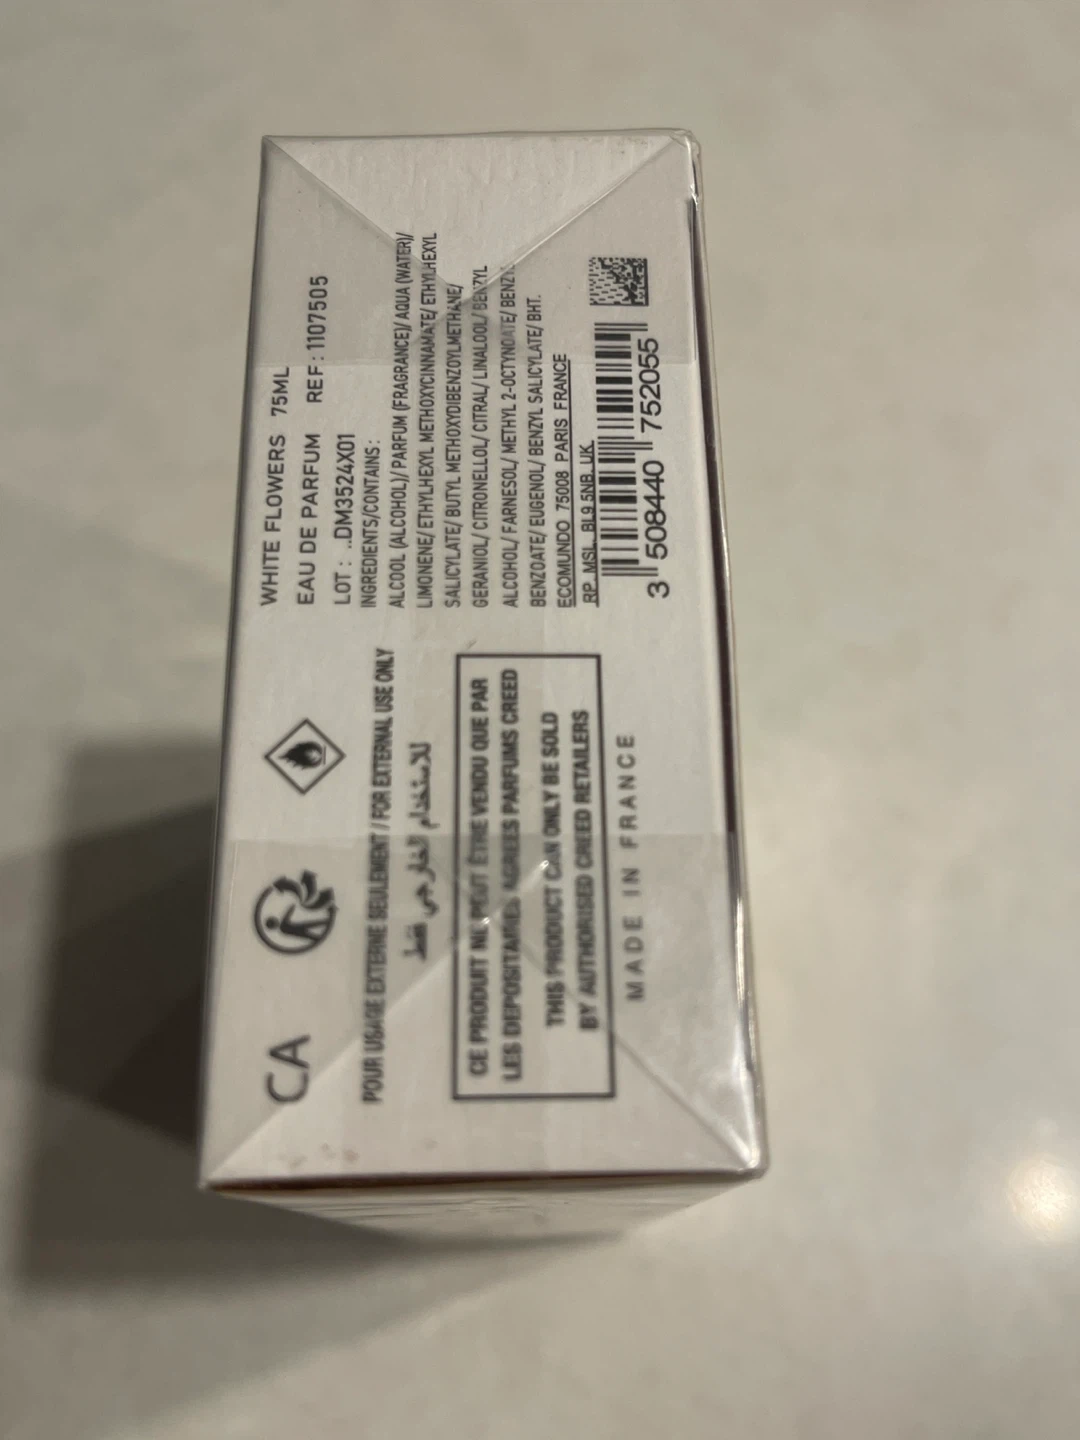 WHITE FLOWERS 75ML
EAU DE PARFUM REF: 1107505
LOT: ..DM3524X01
INGREDIENTS/CONTAINS:
ALCOOL (ALCOHOL)/ PARFUM (FRAGRANCE)/ AQUA (WATER)/
LIMONENE/ ETHYLHEXYL METHOXYCINNAMATE/ ETHYLHEXYL
SALICYLATE/ BUTYL METHOXYDIBENZOYLMETHANE/
GERANIOL/ CITRONELLOL/ CITRAL/ LINALOOL/ BENZYL
ALCOHOL/ FARNESOL/ METHYL 2-OCTYNOATE/ BENZYL
BENZOATE/ EUGENOL/ BENZYL SALICYLATE/ BHT.
ECOMUNDO 75008 PARIS FRANCE
RP. MSL. BL9 5NB. UK
3 508440 752055
CA
POUR USAGE EXTERNE SEULEMENT / FOR EXTERNAL USE ONLY
للاستخدام الخارجي فقط
CE PRODUIT NE PEUT ÊTRE VENDU QUE PAR
LES DEPOSITAIRES AGREES PARFUMS CREED
THIS PRODUCT CAN ONLY BE SOLD
BY AUTHORISED CREED RETAILERS
MADE IN FRANCE